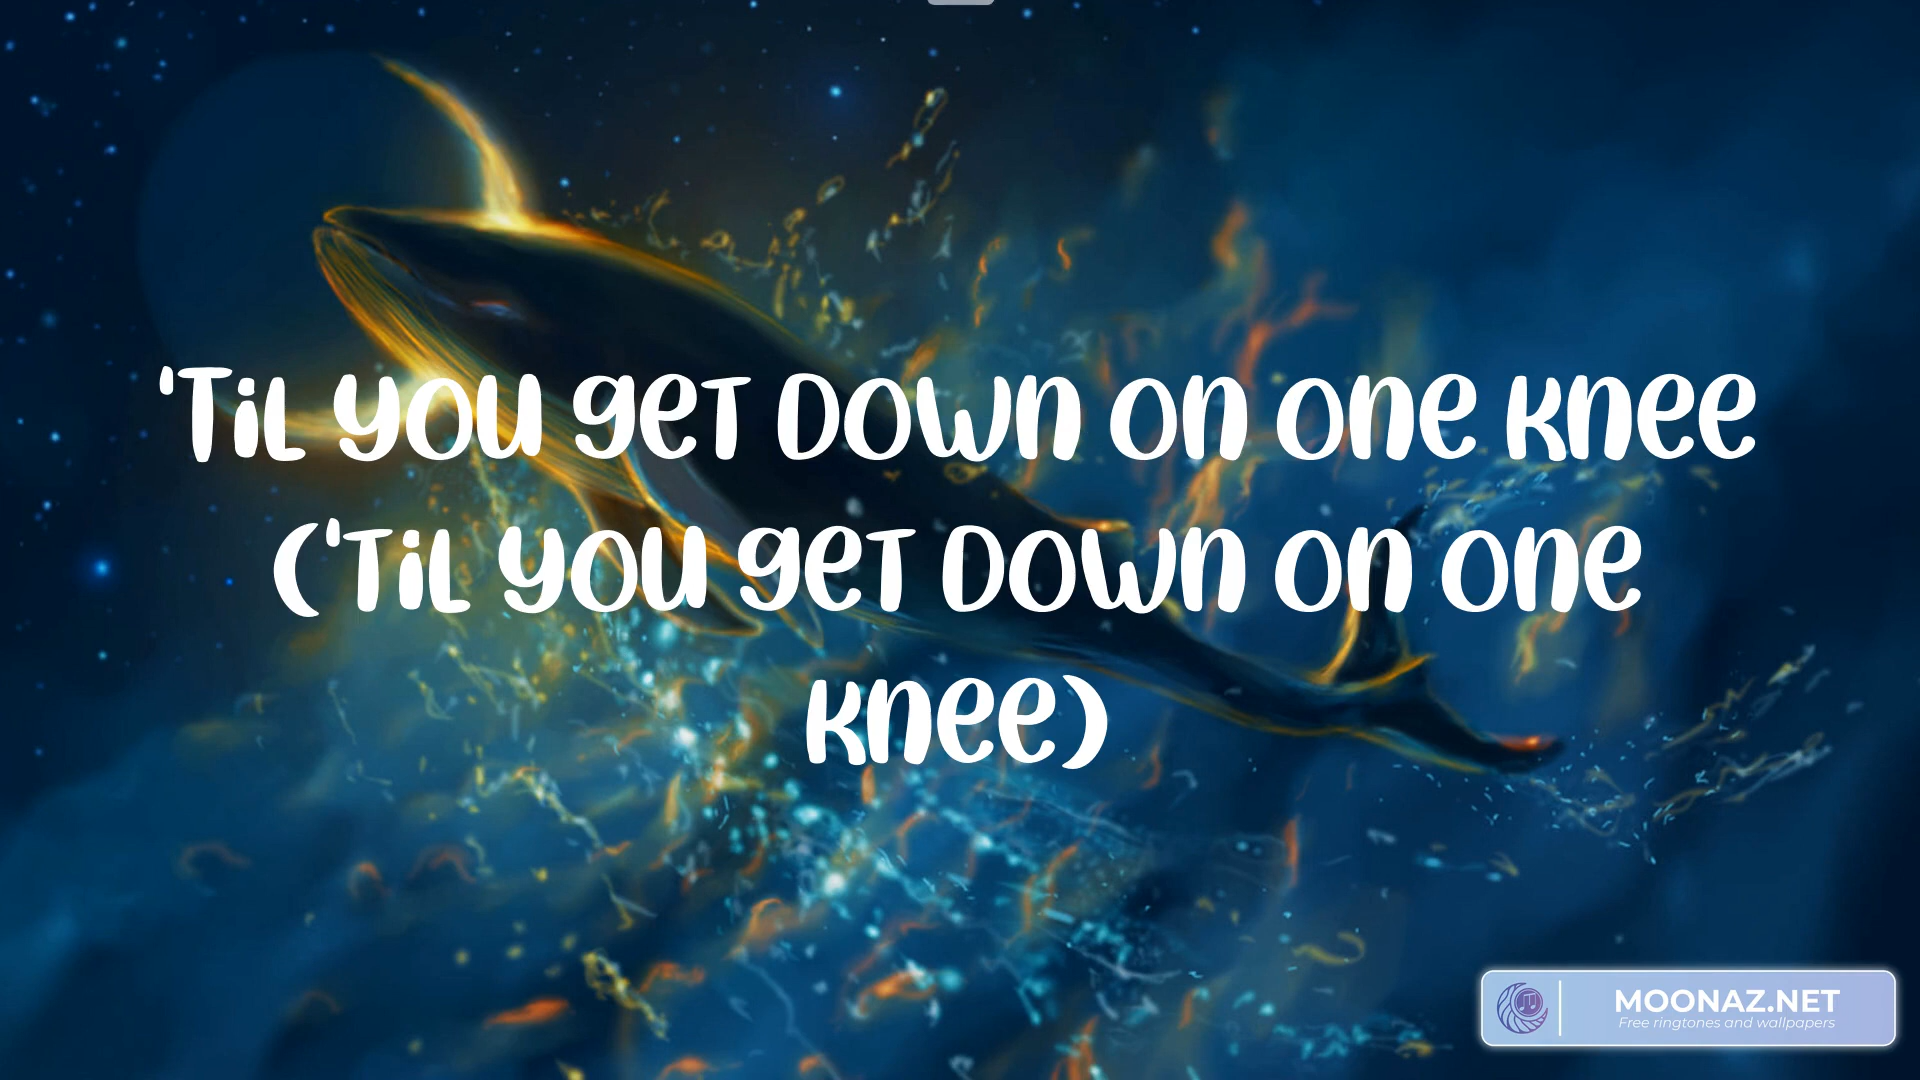 'Til you get down on one knee
('Til you get down on one
knee)
MOONAZ.NET
Free ringtones and wallpapers